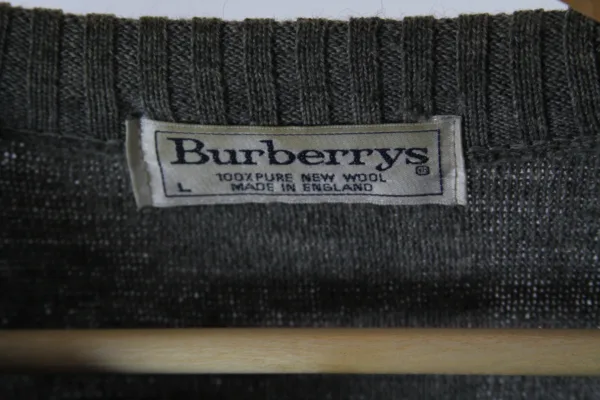 Burberrys®
100% PURE NEW WOOL
L MADE IN ENGLAND